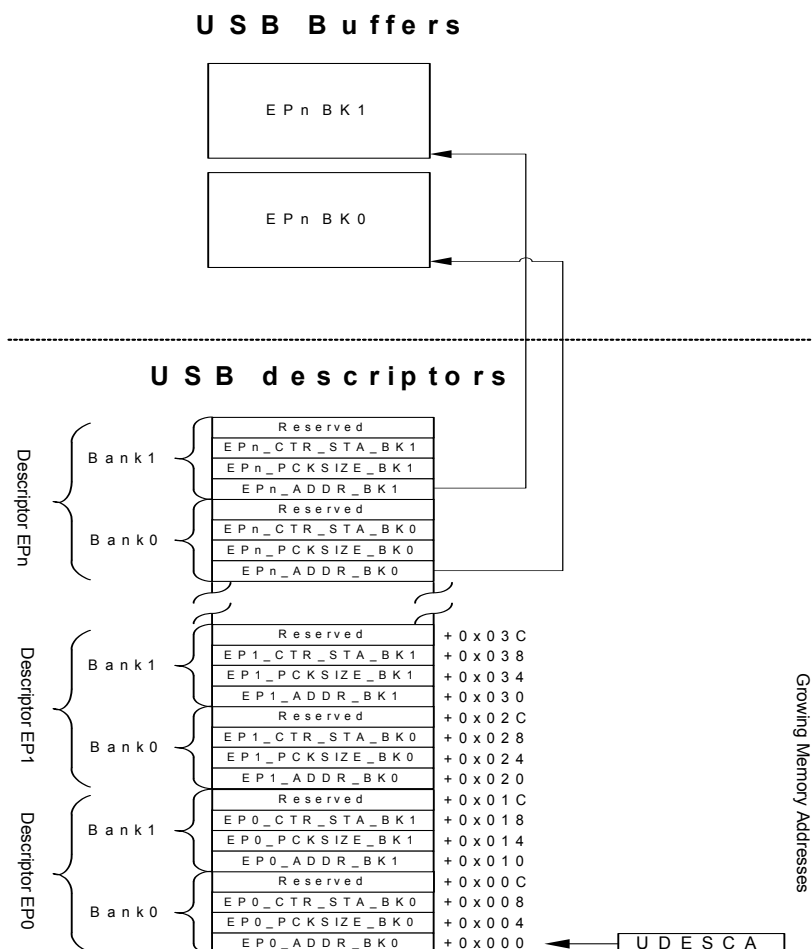 USB Buffers
EPn BK1
EPn BK0
USB descriptors
Descriptor EPn
Bank1
Reserved
EPn_CTR_STA_BK1
EPn_PCKSIZE_BK1
EPn_ADDR_BK1
Bank0
Reserved
EPn_CTR_STA_BK0
EPn_PCKSIZE_BK0
EPn_ADDR_BK0
Descriptor EP1
Bank1
Reserved +0x03C
EP1_CTR_STA_BK1 +0x038
EP1_PCKSIZE_BK1 +0x034
EP1_ADDR_BK1 +0x030
Bank0
Reserved +0x02C
EP1_CTR_STA_BK0 +0x028
EP1_PCKSIZE_BK0 +0x024
EP1_ADDR_BK0 +0x020
Descriptor EP0
Bank1
Reserved +0x01C
EP0_CTR_STA_BK1 +0x018
EP0_PCKSIZE_BK1 +0x014
EP0_ADDR_BK1 +0x010
Bank0
Reserved +0x00C
EP0_CTR_STA_BK0 +0x008
EP0_PCKSIZE_BK0 +0x004
EP0_ADDR_BK0 +0x000
UDESCA
Growing Memory Addresses